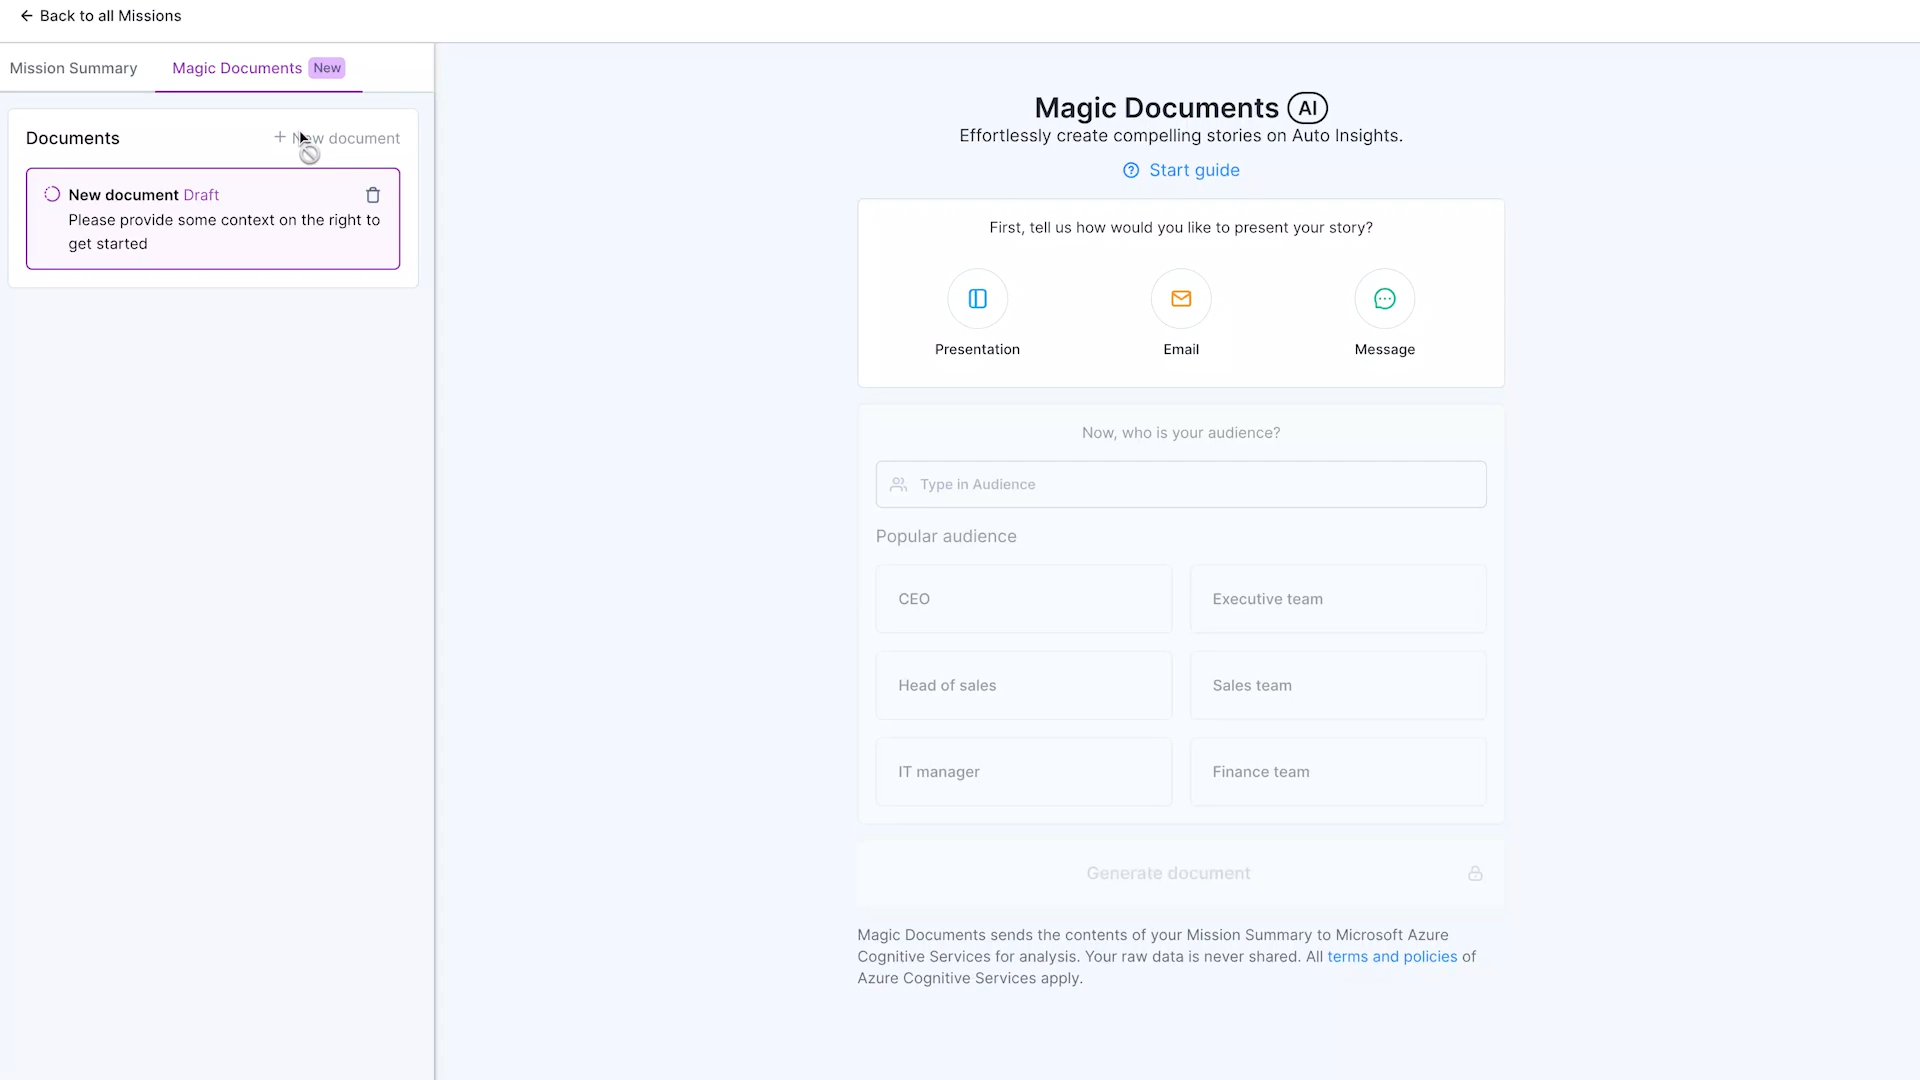 Back to all Missions
Mission Summary
Magic Documents New
Documents
New document
New document Draft
Please provide some context on the right to
get started
Magic Documents AI
Effortlessly create compelling stories on Auto Insights.
Start guide
First, tell us how would you like to present your story?
Presentation
Email
Message
Now, who is your audience?
Type in Audience
Popular audience
CEO
Executive team
Head of sales
Sales team
IT manager
Finance team
Generate document
Magic Documents sends the contents of your Mission Summary to Microsoft Azure
Cognitive Services for analysis. Your raw data is never shared. All terms and policies of
Azure Cognitive Services apply.